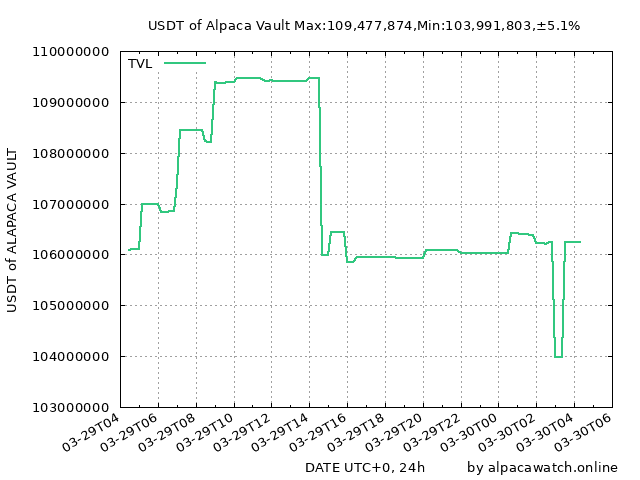 USDT of Alpaca Vault Max:109,477,874,Min:103,991,803,±5.1%
TVL
110000000
109000000
108000000
107000000
106000000
105000000
104000000
103000000
USDT of ALAPACA VAULT
03-29T04
03-29T06
03-29T08
03-29T10
03-29T12
03-29T14
03-29T16
03-29T18
03-29T20
03-29T22
03-30T00
03-30T02
03-30T04
03-30T06
DATE UTC+0, 24h
by alpacawatch.online